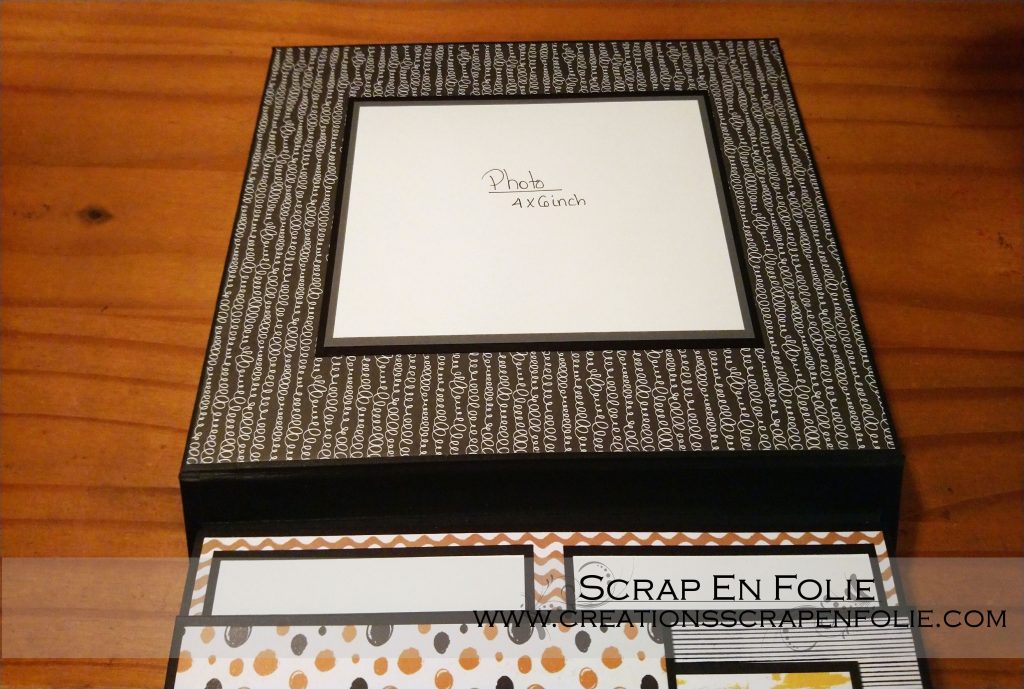 Photo
4x6inch
Scrap En Folie
www.creationsscrapenfolie.com